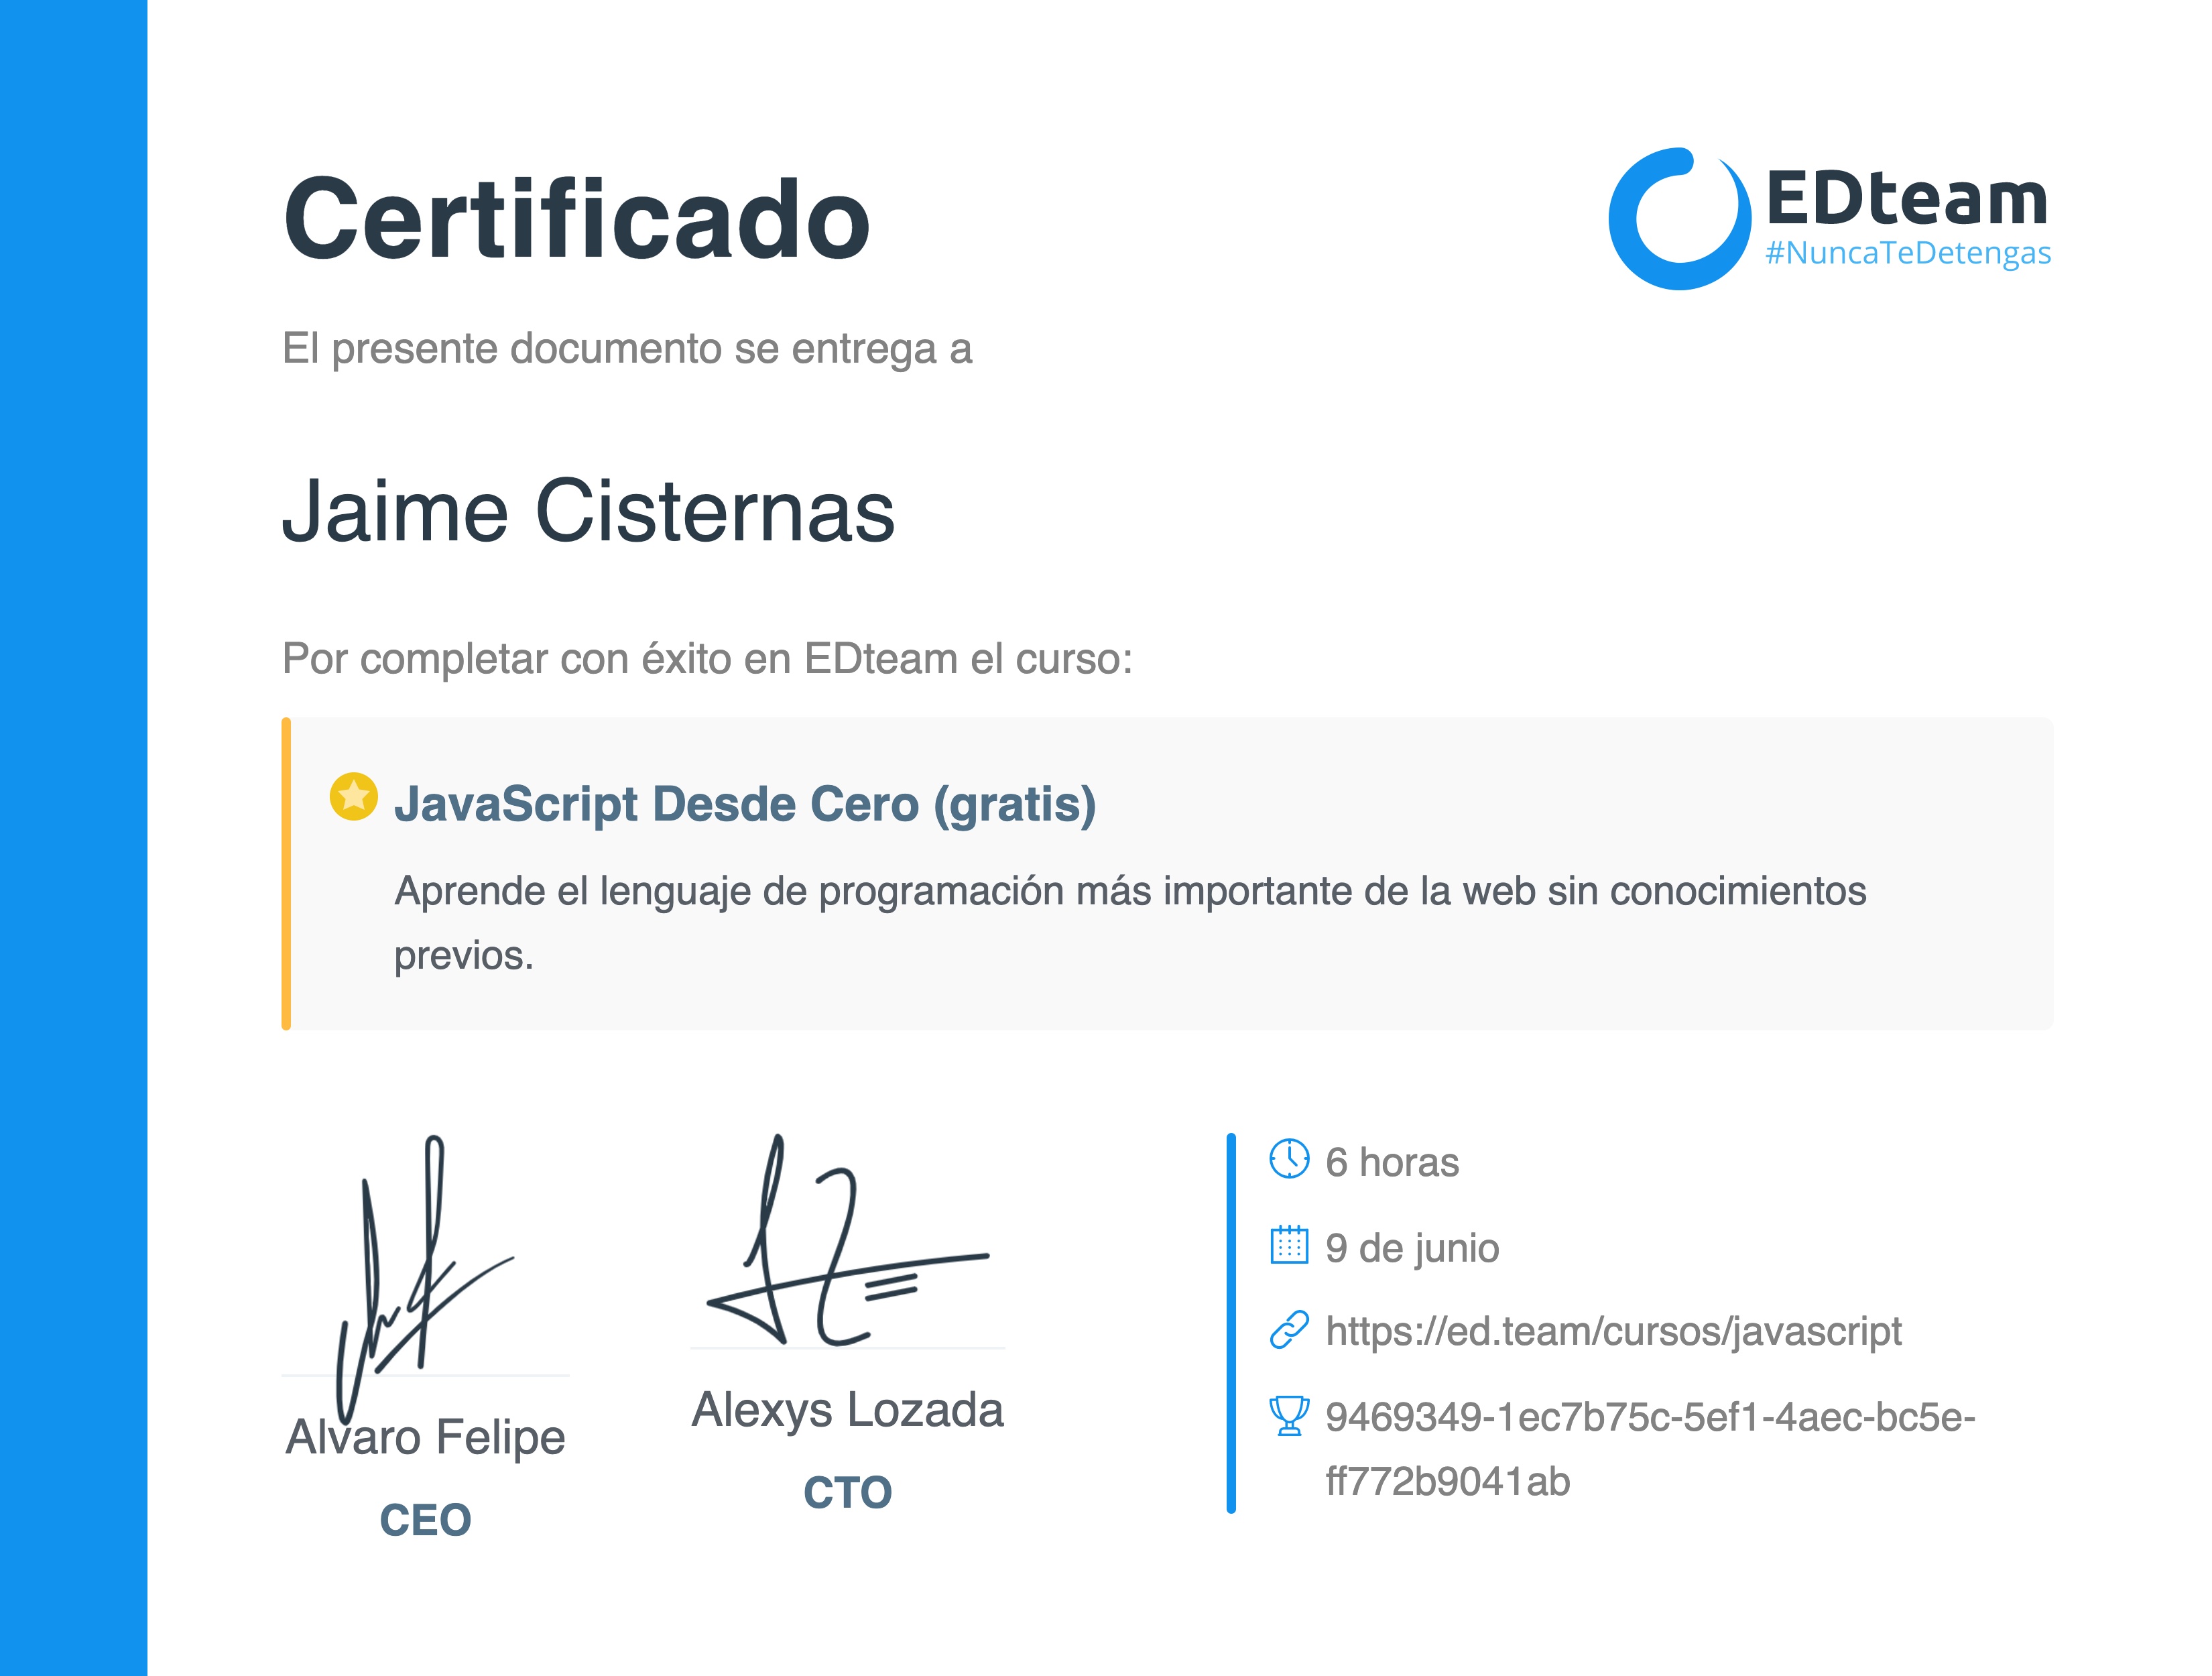 Certificado
EDteam
#NuncaTeDetengas
El presente documento se entrega a
Jaime Cisternas
Por completar con éxito en EDteam el curso:
JavaScript Desde Cero (gratis)
Aprende el lenguaje de programación más importante de la web sin conocimientos
previos.
Alvaro Felipe
CEO
Alexys Lozada
CTO
6 horas
9 de junio
https://ed.team/cursos/javascript
9469349-1ec7b75c-5ef1-4aec-bc5e-
ff772b9041ab